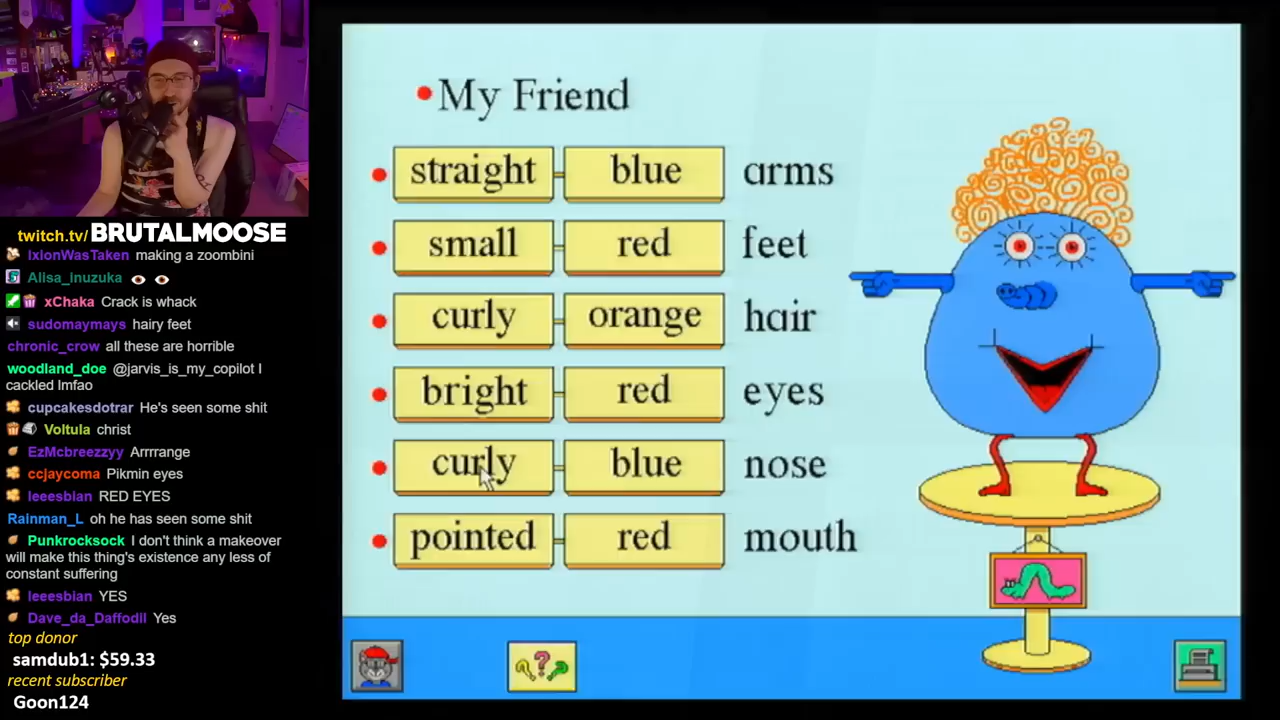 twitch.tv/BRUTALMOOSE
IxIonWasTaken making a zoombini
Alisa_Inuzuka
xChaka Crack is whack
sudomaymays hairy feet
chronic_crow all these are horrible
woodland_doe @jarvis_is_my_copilot I
cackled lmfao
cupcakesdotrar He's seen some shit
Voltula christ
EzMcbreezzyy Arrrrange
ccjaycoma Pikmin eyes
leeesbian RED EYES
Rainman_L oh he has seen some shit
Punkrocksock I don't think a makeover
will make this thing's existence any less of
constant suffering
leeesbian YES
Dave_da_Daffodil Yes
top donor
samdub1: $59.33
recent subscriber
Goon124
My Friend
straight blue arms
small red feet
curly orange hair
bright red eyes
curly blue nose
pointed red mouth
?